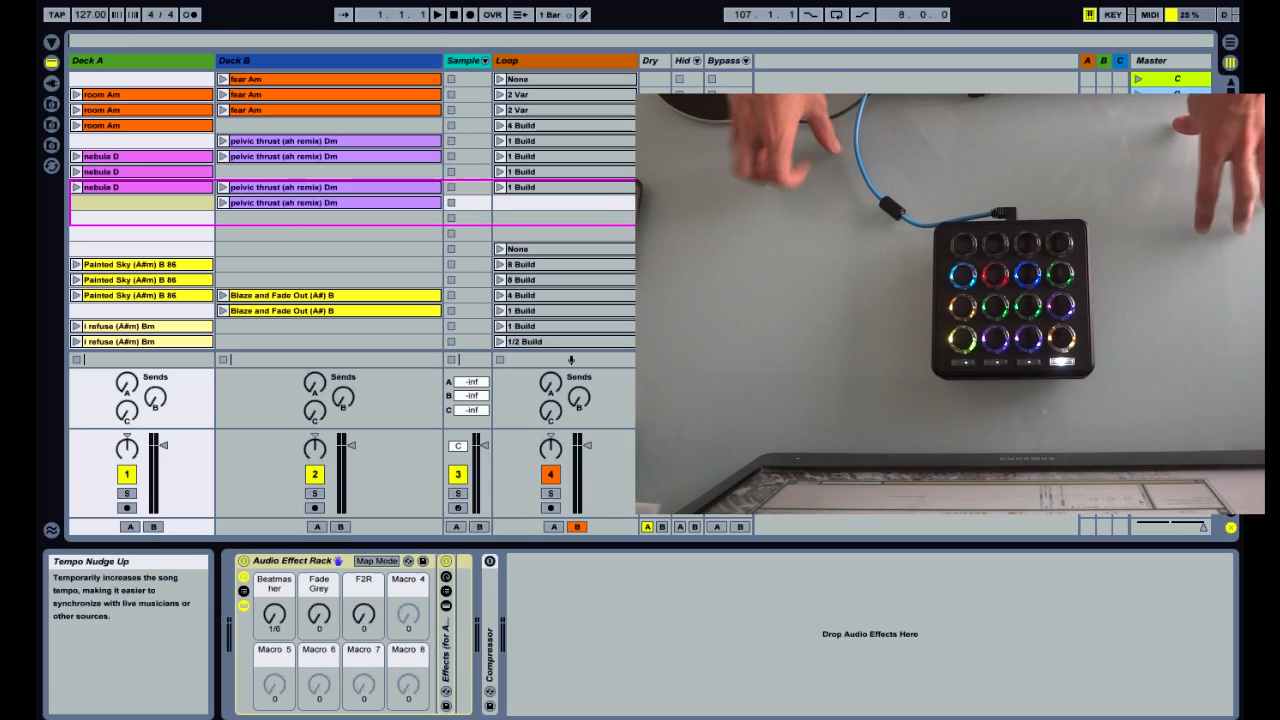 TAP 127.00 4 / 4 1. 1. 1 OVR 1 Bar 107. 1. 1 8. 0. 0 KEY MIDI 25 % D
Deck A Deck B Sample Loop Dry Hid Bypass A B C Master
fear Am None C
room Am fear Am 2 Var
room Am fear Am 2 Var
room Am 4 Build
pelvic thrust (ah remix) Dm 1 Build
nebula D pelvic thrust (ah remix) Dm 1 Build
nebula D 1 Build
nebula D pelvic thrust (ah remix) Dm 1 Build
pelvic thrust (ah remix) Dm
None
Painted Sky (A#m) B 86 8 Build
Painted Sky (A#m) B 86 8 Build
Painted Sky (A#m) B 86 Blaze and Fade Out (A#) B 4 Build
Blaze and Fade Out (A#) B 1 Build
i refuse (A#m) Bm 1 Build
i refuse (A#m) Bm 1/2 Build
Sends Sends Sends
A A A -inf A
B B B -inf B
C C C -inf C
C
1 2 3 4
S S S S
A B A B A B A B A B A B A B
SAMSUNG
Tempo Nudge Up
Temporarily increases the song
tempo, making it easier to
synchronize with live musicians or
other sources.
Audio Effect Rack Map Mode
Beatmas
her
Fade
Grey
F2R
Macro 4
1/6 0 0 0
Macro 5 Macro 6 Macro 7 Macro 8
0 0 0 0
Effects (for A...
Compressor
Drop Audio Effects Here